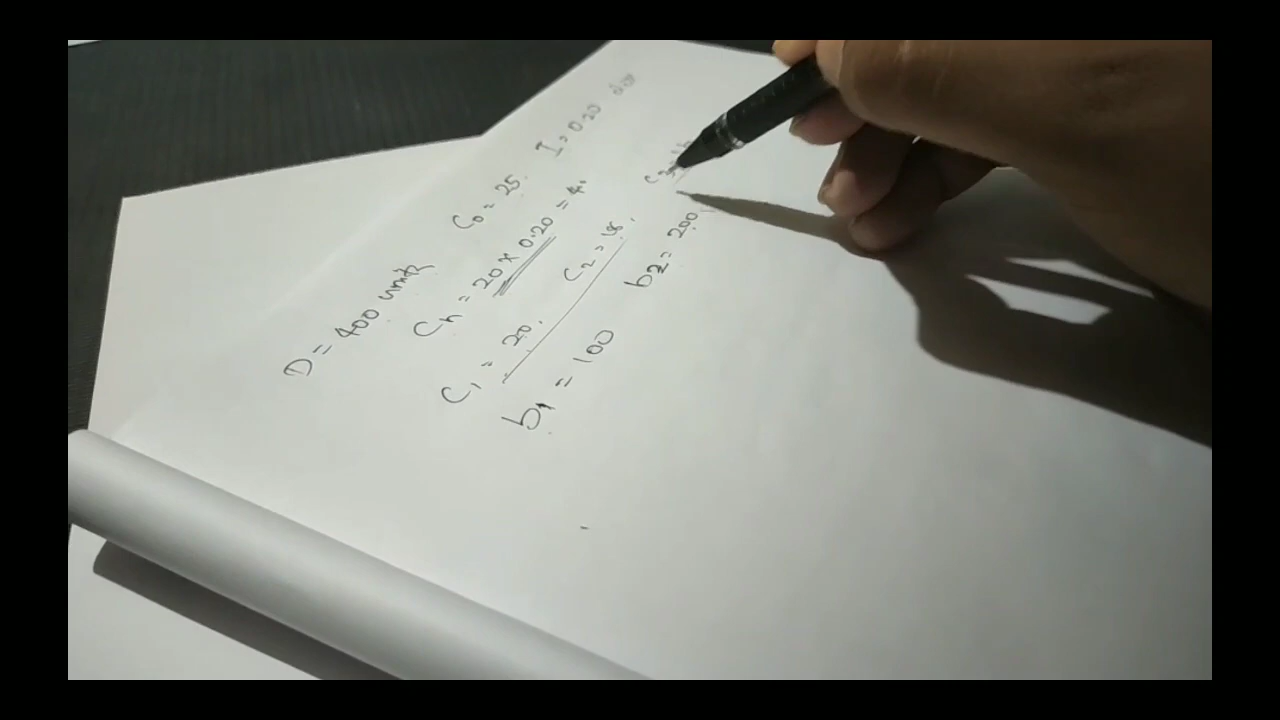 D = 400 units C0 = 25. I = 0.20
Ch = 20 x 0.20 = 4.
C1 = 20. C2 = 18.
b1 = 100 b2 = 200